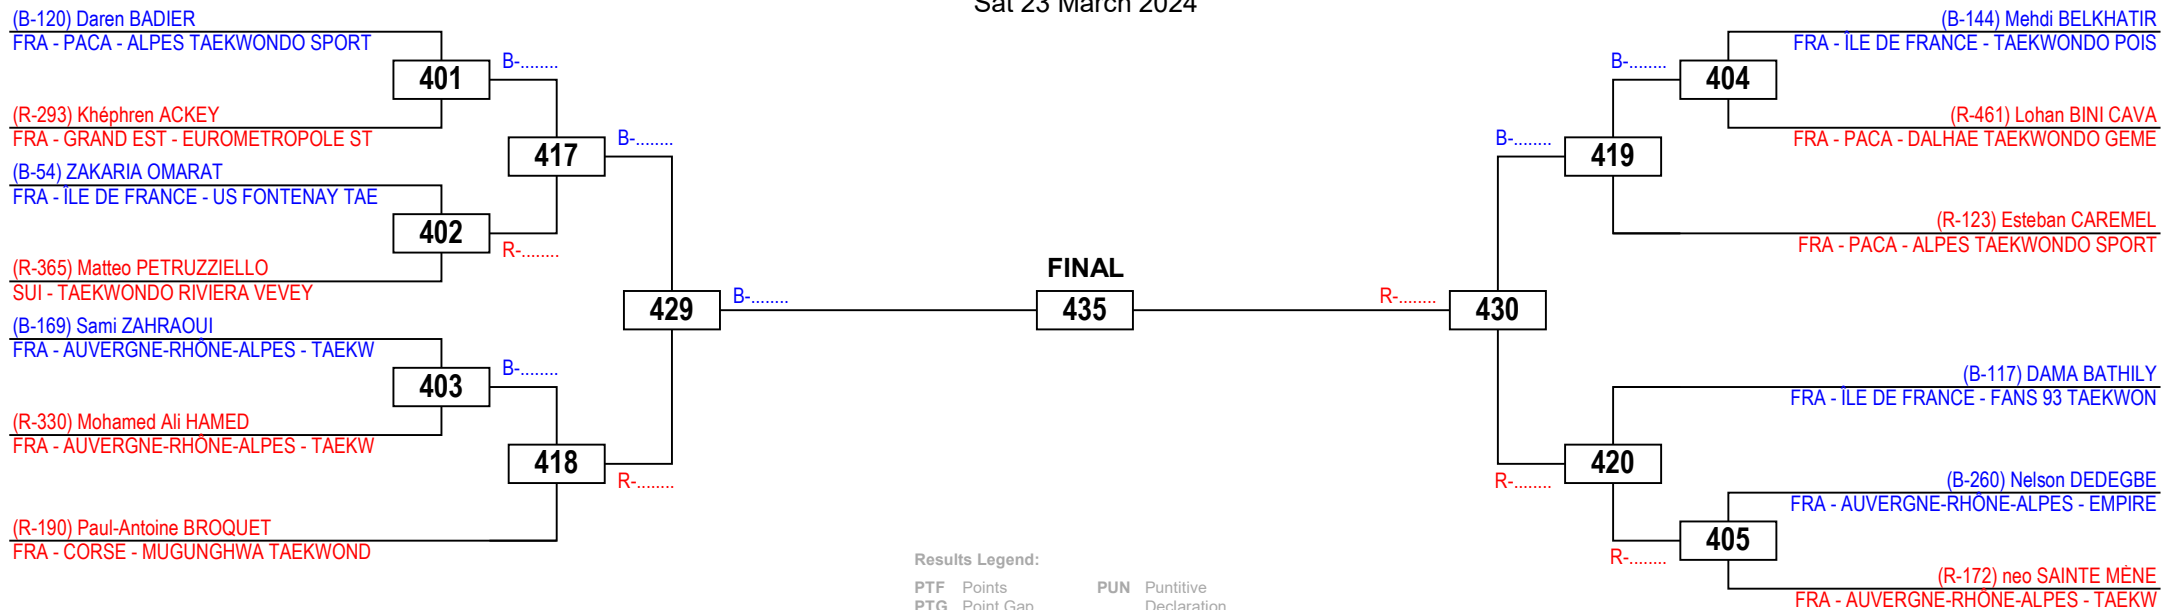 Sat 23 March 2024
(B-120) Daren BADIER
FRA - PACA - ALPES TAEKWONDO SPORT
401
B-........
(R-293) Khéphren ACKEY
FRA - GRAND EST - EUROMETROPOLE ST
417
B-........
(B-54) ZAKARIA OMARAT
FRA - ÎLE DE FRANCE - US FONTENAY TAE
402
R-........
(R-365) Matteo PETRUZZIELLO
SUI - TAEKWONDO RIVIERA VEVEY
429
B-........
(B-169) Sami ZAHRAOUI
FRA - AUVERGNE-RHÔNE-ALPES - TAEKW
403
B-........
(R-330) Mohamed Ali HAMED
FRA - AUVERGNE-RHÔNE-ALPES - TAEKW
418
R-........
(R-190) Paul-Antoine BROQUET
FRA - CORSE - MUGUNGHWA TAEKWOND
FINAL
435
(B-144) Mehdi BELKHATIR
FRA - ÎLE DE FRANCE - TAEKWONDO POIS
B-........
404
(R-461) Lohan BINI CAVA
FRA - PACA - DALHAE TAEKWONDO GEME
B-........
419
(R-123) Esteban CAREMEL
FRA - PACA - ALPES TAEKWONDO SPORT
R-........
430
(B-117) DAMA BATHILY
FRA - ÎLE DE FRANCE - FANS 93 TAEKWON
R-........
420
(B-260) Nelson DEDEGBE
FRA - AUVERGNE-RHÔNE-ALPES - EMPIRE
R-........
405
(R-172) neo SAINTE MÈNE
FRA - AUVERGNE-RHÔNE-ALPES - TAEKW
Results Legend:
PTF Points PUN Puntitive
PTG Point Gap Declaration